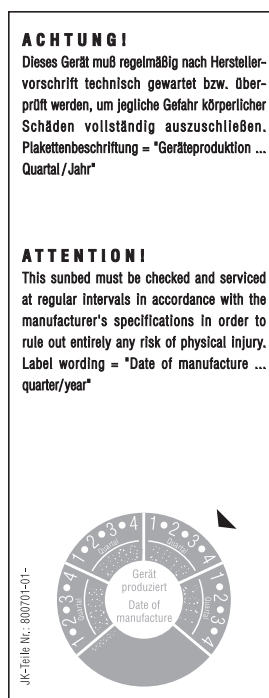 ACHTUNG!
Dieses Gerät muß regelmäßig nach Hersteller-
vorschrift technisch gewartet bzw. über-
prüft werden, um jegliche Gefahr körperlicher
Schäden vollständig auszuschließen.
Plakettenbeschriftung = "Geräteproduktion ...
Quartal/Jahr"
ATTENTION!
This sunbed must be checked and serviced
at regular intervals in accordance with the
manufacturer's specifications in order to
rule out entirely any risk of physical injury.
Label wording = "Date of manufacture ...
quarter/year"
1•2•3•4
Quartal
1•2•3•4
Quartal
1•2•3•4
Quartal
1•2•3•4
Quartal
Gerät
produziert
Date of
manufacture
JK-Teile Nr.: 800701-01-